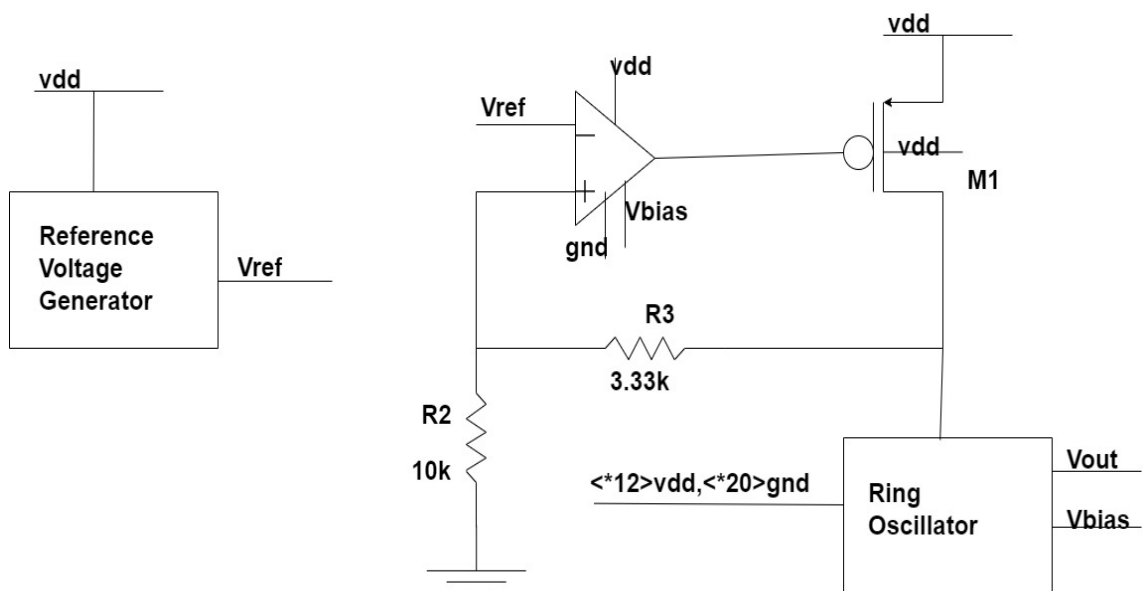 vdd
Reference
Voltage
Generator
Vref
Vref
vdd
−
+
Vbias
gnd
vdd
vdd
M1
R3
3.33k
R2
10k
<*12>vdd,<*20>gnd
Ring
Oscillator
Vout
Vbias